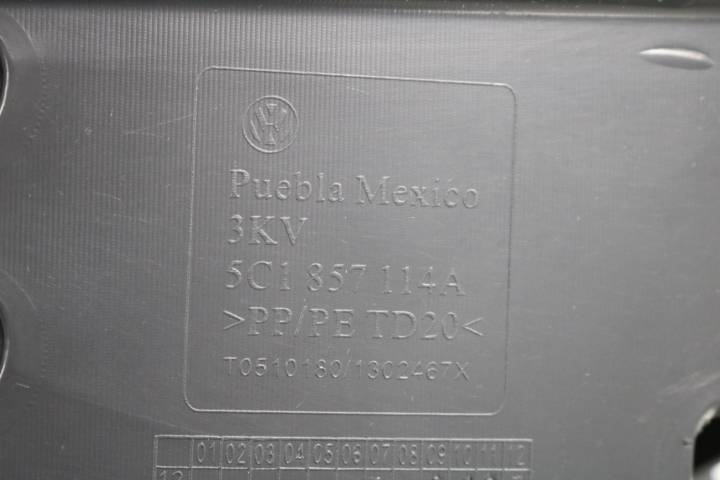 Puebla Mexico
3KV
5C1 857 114A
>PP/PE TD20<
T0510180/1302467X
01 02 03 04 05 06 07 08 09 10 11 12